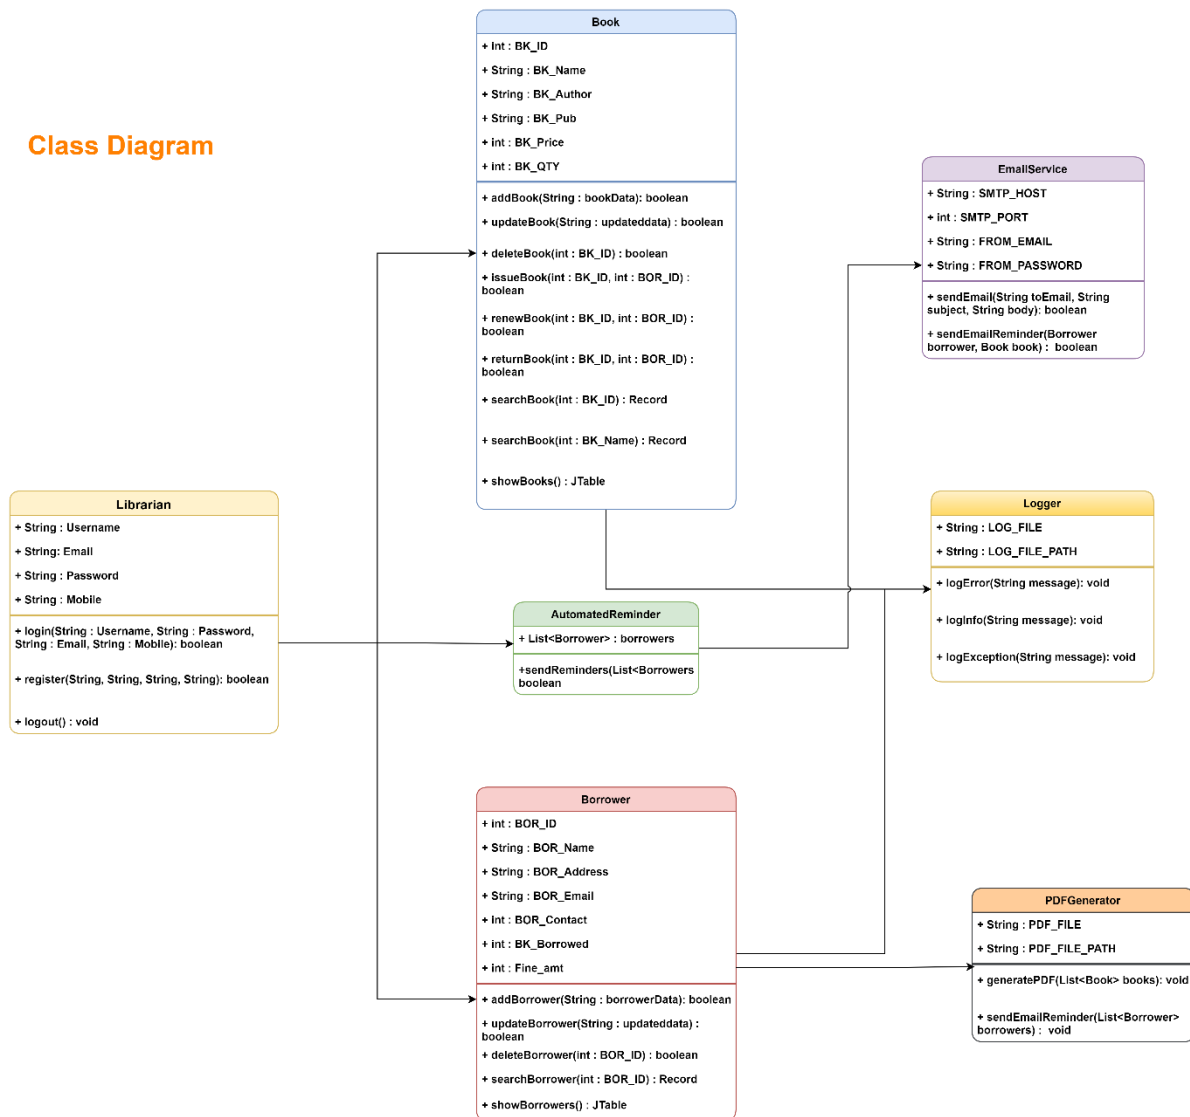 Class Diagram
Book
+ int : BK_ID
+ String : BK_Name
+ String : BK_Author
+ String : BK_Pub
+ int : BK_Price
+ int : BK_QTY
+ addBook(String : bookData): boolean
+ updateBook(String : updateddata) : boolean
+ deleteBook(int : BK_ID) : boolean
+ issueBook(int : BK_ID, int : BOR_ID) :
boolean
+ renewBook(int : BK_ID, int : BOR_ID) :
boolean
+ returnBook(int : BK_ID, int : BOR_ID) :
boolean
+ searchBook(int : BK_ID) : Record
+ searchBook(int : BK_Name) : Record
+ showBooks() : JTable
EmailService
+ String : SMTP_HOST
+ int : SMTP_PORT
+ String : FROM_EMAIL
+ String : FROM_PASSWORD
+ sendEmail(String toEmail, String
subject, String body): boolean
+ sendEmailReminder(Borrower
borrower, Book book) : boolean
Librarian
+ String : Username
+ String: Email
+ String : Password
+ String : Mobile
+ login(String : Username, String : Password,
String : Email, String : Mobile): boolean
+ register(String, String, String, String): boolean
+ logout() : void
AutomatedReminder
+ List<Borrower> : borrowers
+sendReminders(List<Borrowers
boolean
Logger
+ String : LOG_FILE
+ String : LOG_FILE_PATH
+ logError(String message): void
+ logInfo(String message): void
+ logException(String message): void
Borrower
+ int : BOR_ID
+ String : BOR_Name
+ String : BOR_Address
+ String : BOR_Email
+ Int : BOR_Contact
+ int : BK_Borrowed
+ int : Fine_amt
+ addBorrower(String : borrowerData): boolean
+ updateBorrower(String : updateddata) :
boolean
+ deleteBorrower(int : BOR_ID) : boolean
+ searchBorrower(int : BOR_ID) : Record
+ showBorrowers() : JTable
PDFGenerator
+ String : PDF_FILE
+ String : PDF_FILE_PATH
+ generatePDF(List<Book> books): void
+ sendEmailReminder(List<Borrower>
borrowers) : void